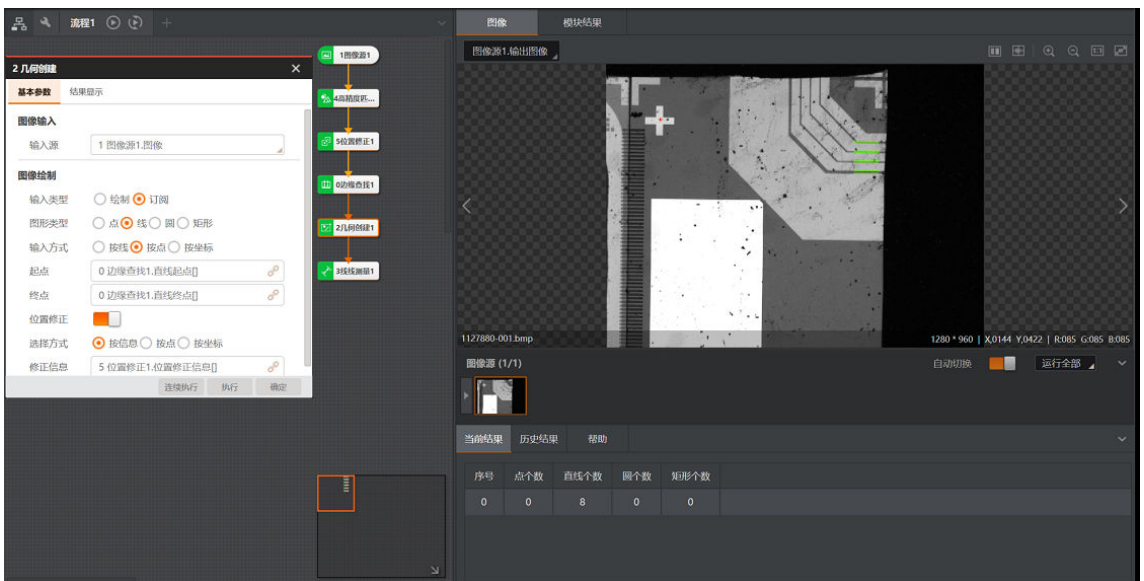 流程1
2 几何创建
基本参数 结果显示
图像输入
输入源 1 图像源1.图像
图像绘制
输入类型 绘制 订阅
图形类型 点 线 圆 矩形
输入方式 按线 按点 按坐标
起点 0 边缘查找1.直线起点[]
终点 0 边缘查找1.直线终点[]
位置修正
选择方式 按信息 按点 按坐标
修正信息 5 位置修正1.位置修正信息[]
连续执行 执行 确定
1图像源1
4高精度匹...
5位置修正1
0边缘查找1
2几何创建1
3线线测量1
图像 模块结果
图像源1.输出图像
1:1
1127880-001.bmp 1280 * 960 | X,0144 Y,0422 | R:085 G:085 B:085
图像源 (1/1) 自动切换 运行全部
当前结果 历史结果 帮助
序号 点个数 直线个数 圆个数 矩形个数
0 0 8 0 0